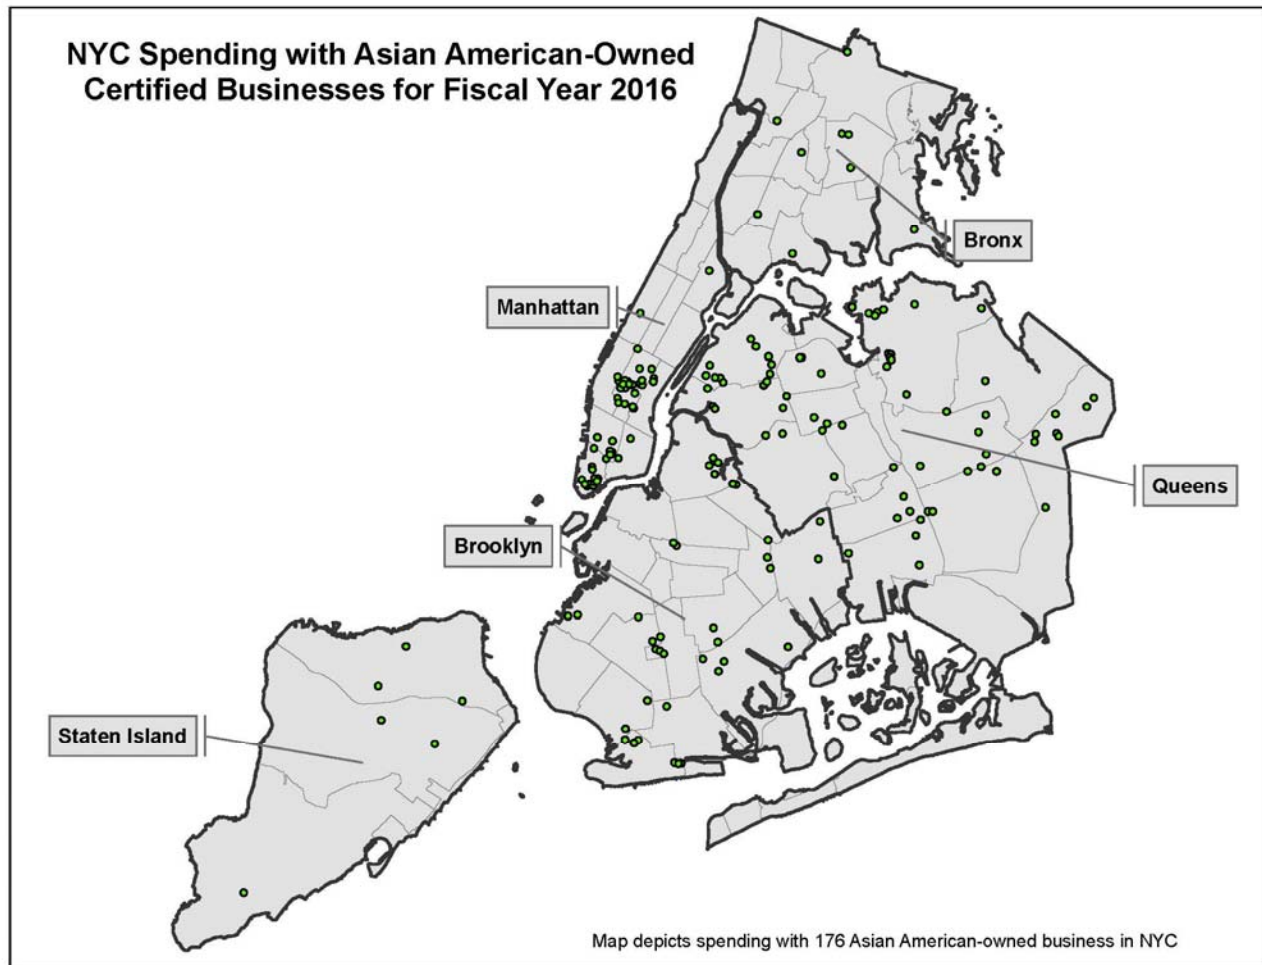 NYC Spending with Asian American-Owned
Certified Businesses for Fiscal Year 2016
Bronx
Manhattan
Queens
Brooklyn
Staten Island
Map depicts spending with 176 Asian American-owned business in NYC